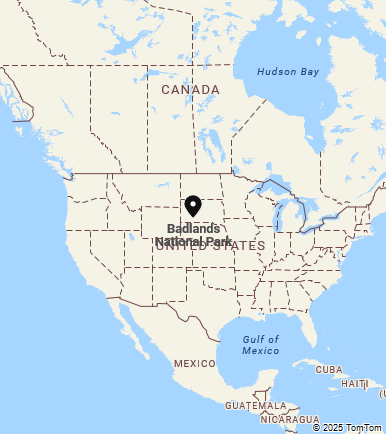 Hudson Bay
CANADA
Badlands
National Park
UNITED STATES
Gulf of
Mexico
MEXICO
CUBA
HAITI
(U
GUATEMALA
NICARAGUA
© 2025 TomTom